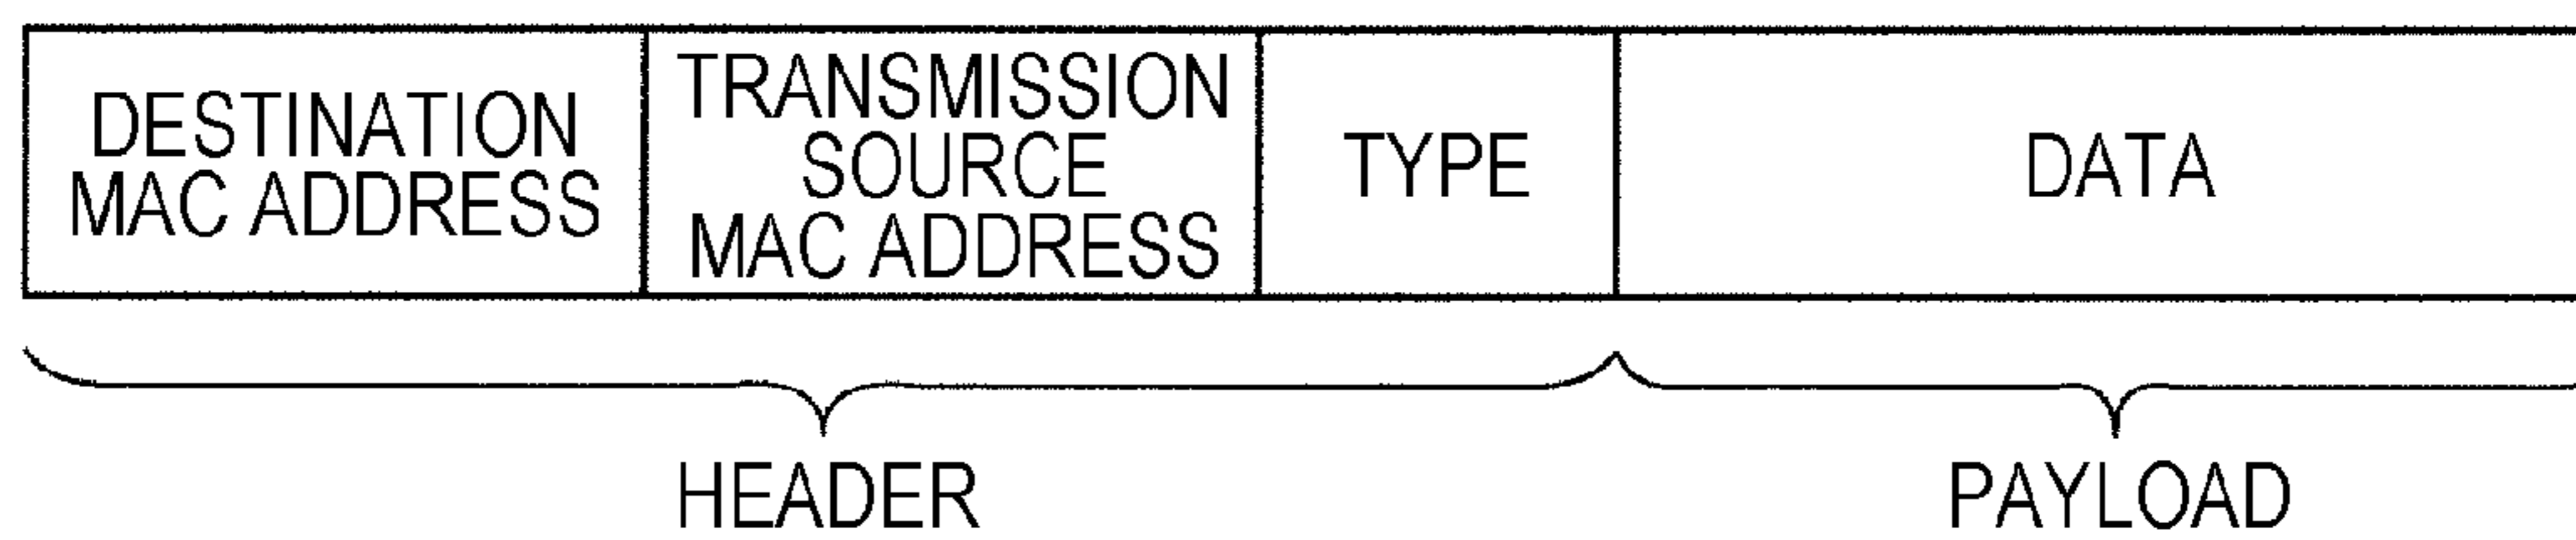 DESTINATION
MAC ADDRESS
TRANSMISSION
SOURCE
MAC ADDRESS
TYPE
DATA
HEADER
PAYLOAD